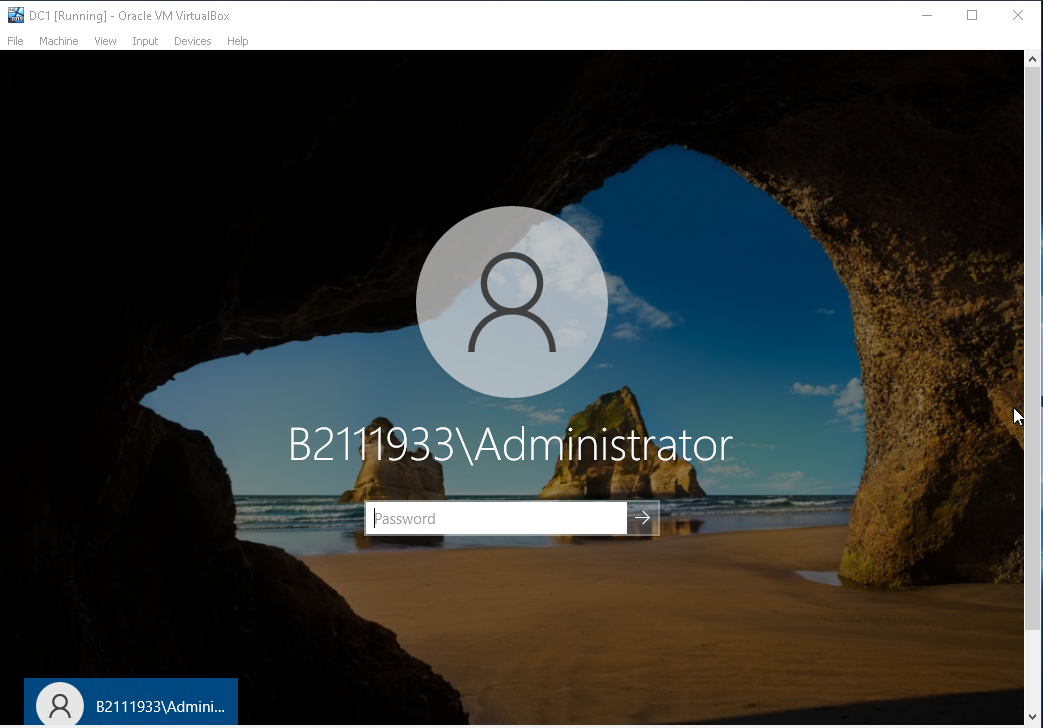 DC1 [Running] - Oracle VM VirtualBox
File Machine View Input Devices Help
B2111933\Administrator
Password
B2111933\Admini...